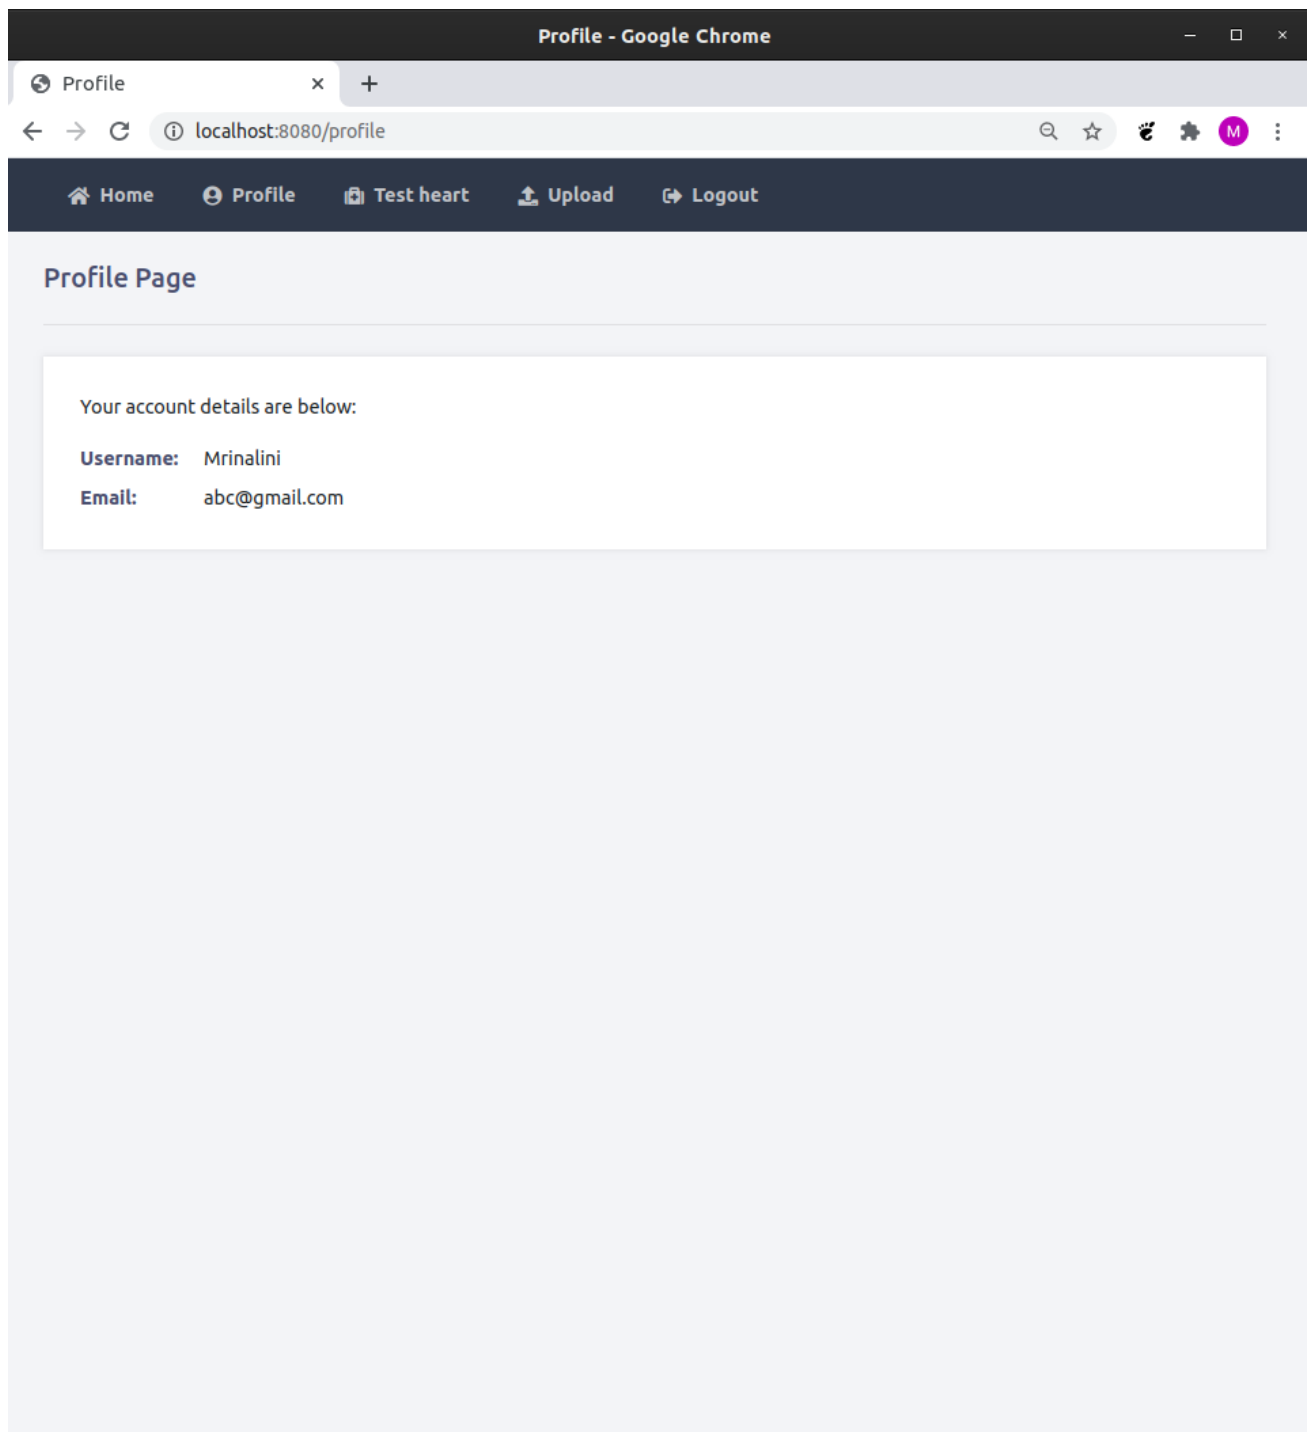 Profile - Google Chrome
Profile
localhost:8080/profile
M
Home Profile Test heart Upload Logout
Profile Page
Your account details are below:
Username: Mrinalini
Email: abc@gmail.com